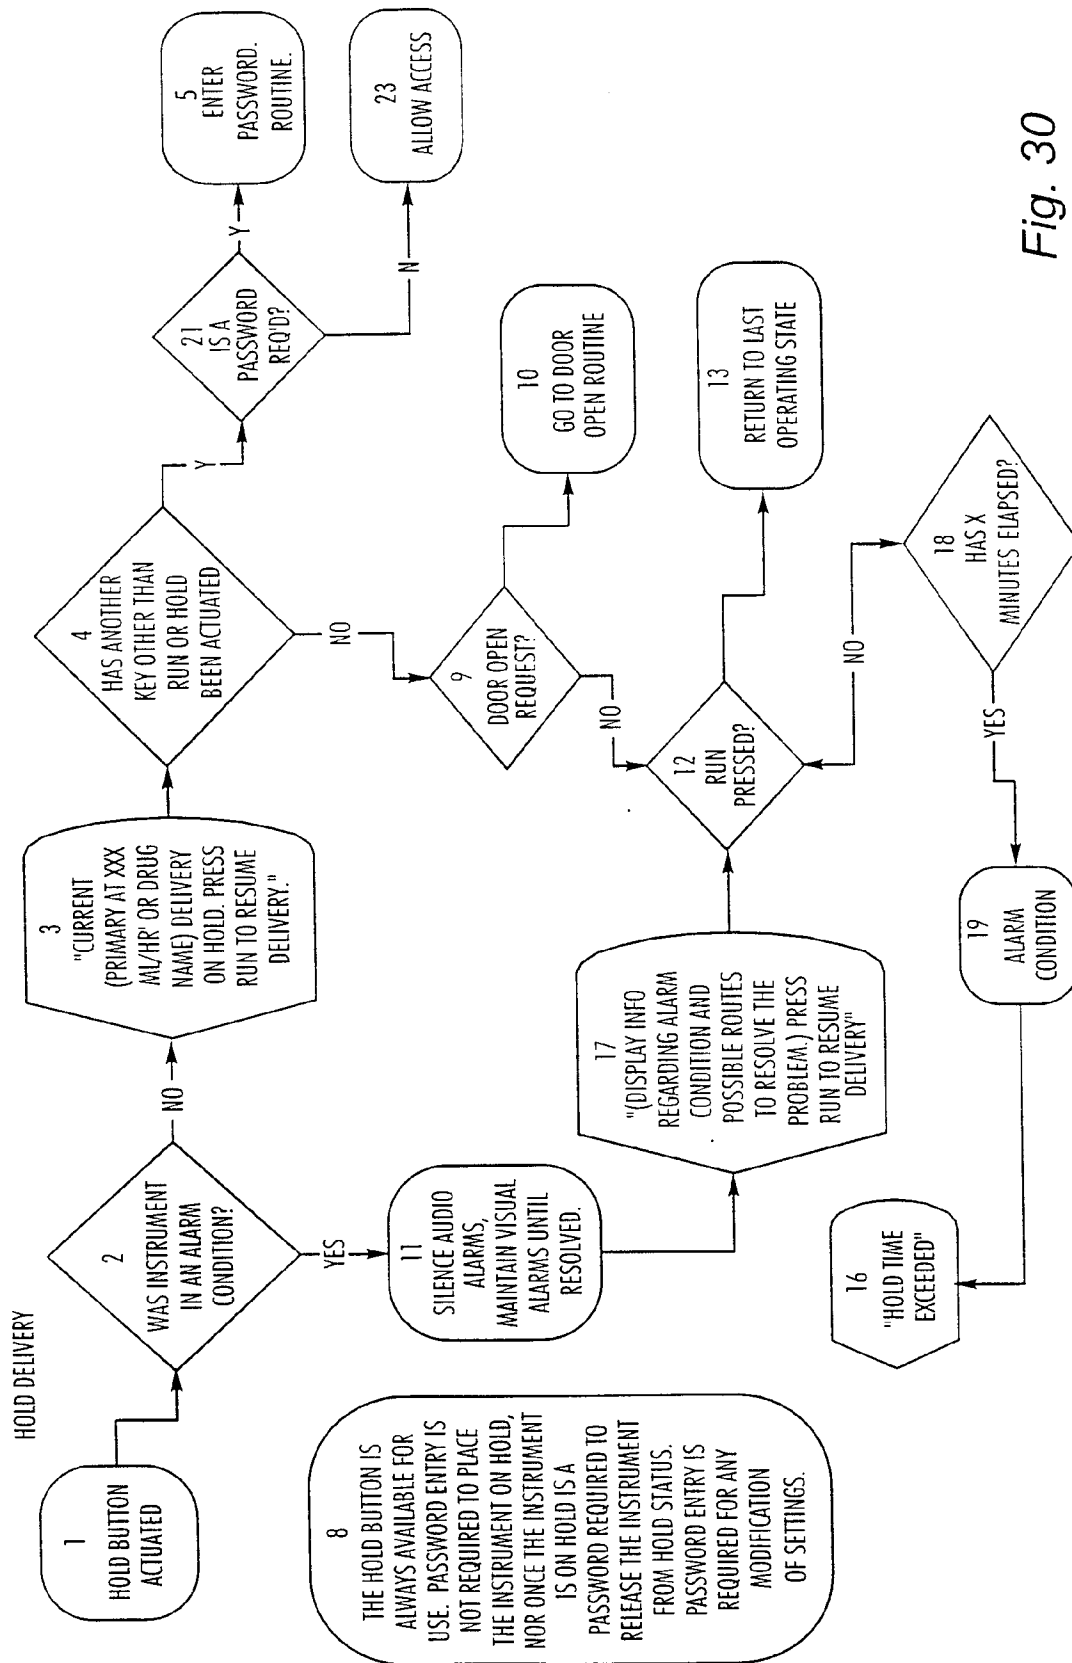 HOLD DELIVERY
1
HOLD BUTTON
ACTUATED
2
WAS INSTRUMENT
IN AN ALARM
CONDITION?
NO
YES
3
"CURRENT
(PRIMARY AT XXX
ML/HR' OR DRUG
NAME) DELIVERY
ON HOLD. PRESS
RUN TO RESUME
DELIVERY."
4
HAS ANOTHER
KEY OTHER THAN
RUN OR HOLD
BEEN ACTUATED
Y
NO
21
IS A
PASSWORD
REQ'D?
Y
N
5
ENTER
PASSWORD.
ROUTINE.
23
ALLOW ACCESS
9
DOOR OPEN
REQUEST?
NO
10
GO TO DOOR
OPEN ROUTINE
11
SILENCE AUDIO
ALARMS,
MAINTAIN VISUAL
ALARMS UNTIL
RESOLVED.
17
"(DISPLAY INFO
REGARDING ALARM
CONDITION AND
POSSIBLE ROUTES
TO RESOLVE THE
PROBLEM.) PRESS
RUN TO RESUME
DELIVERY"
12
RUN
PRESSED?
NO
13
RETURN TO LAST
OPERATING STATE
8
THE HOLD BUTTON IS
ALWAYS AVAILABLE FOR
USE. PASSWORD ENTRY IS
NOT REQUIRED TO PLACE
THE INSTRUMENT ON HOLD,
NOR ONCE THE INSTRUMENT
IS ON HOLD IS A
PASSWORD REQUIRED TO
RELEASE THE INSTRUMENT
FROM HOLD STATUS.
PASSWORD ENTRY IS
REQUIRED FOR ANY
MODIFICATION
OF SETTINGS.
16
"HOLD TIME
EXCEEDED"
19
ALARM
CONDITION
YES
18
HAS X
MINUTES ELAPSED?
Fig. 30